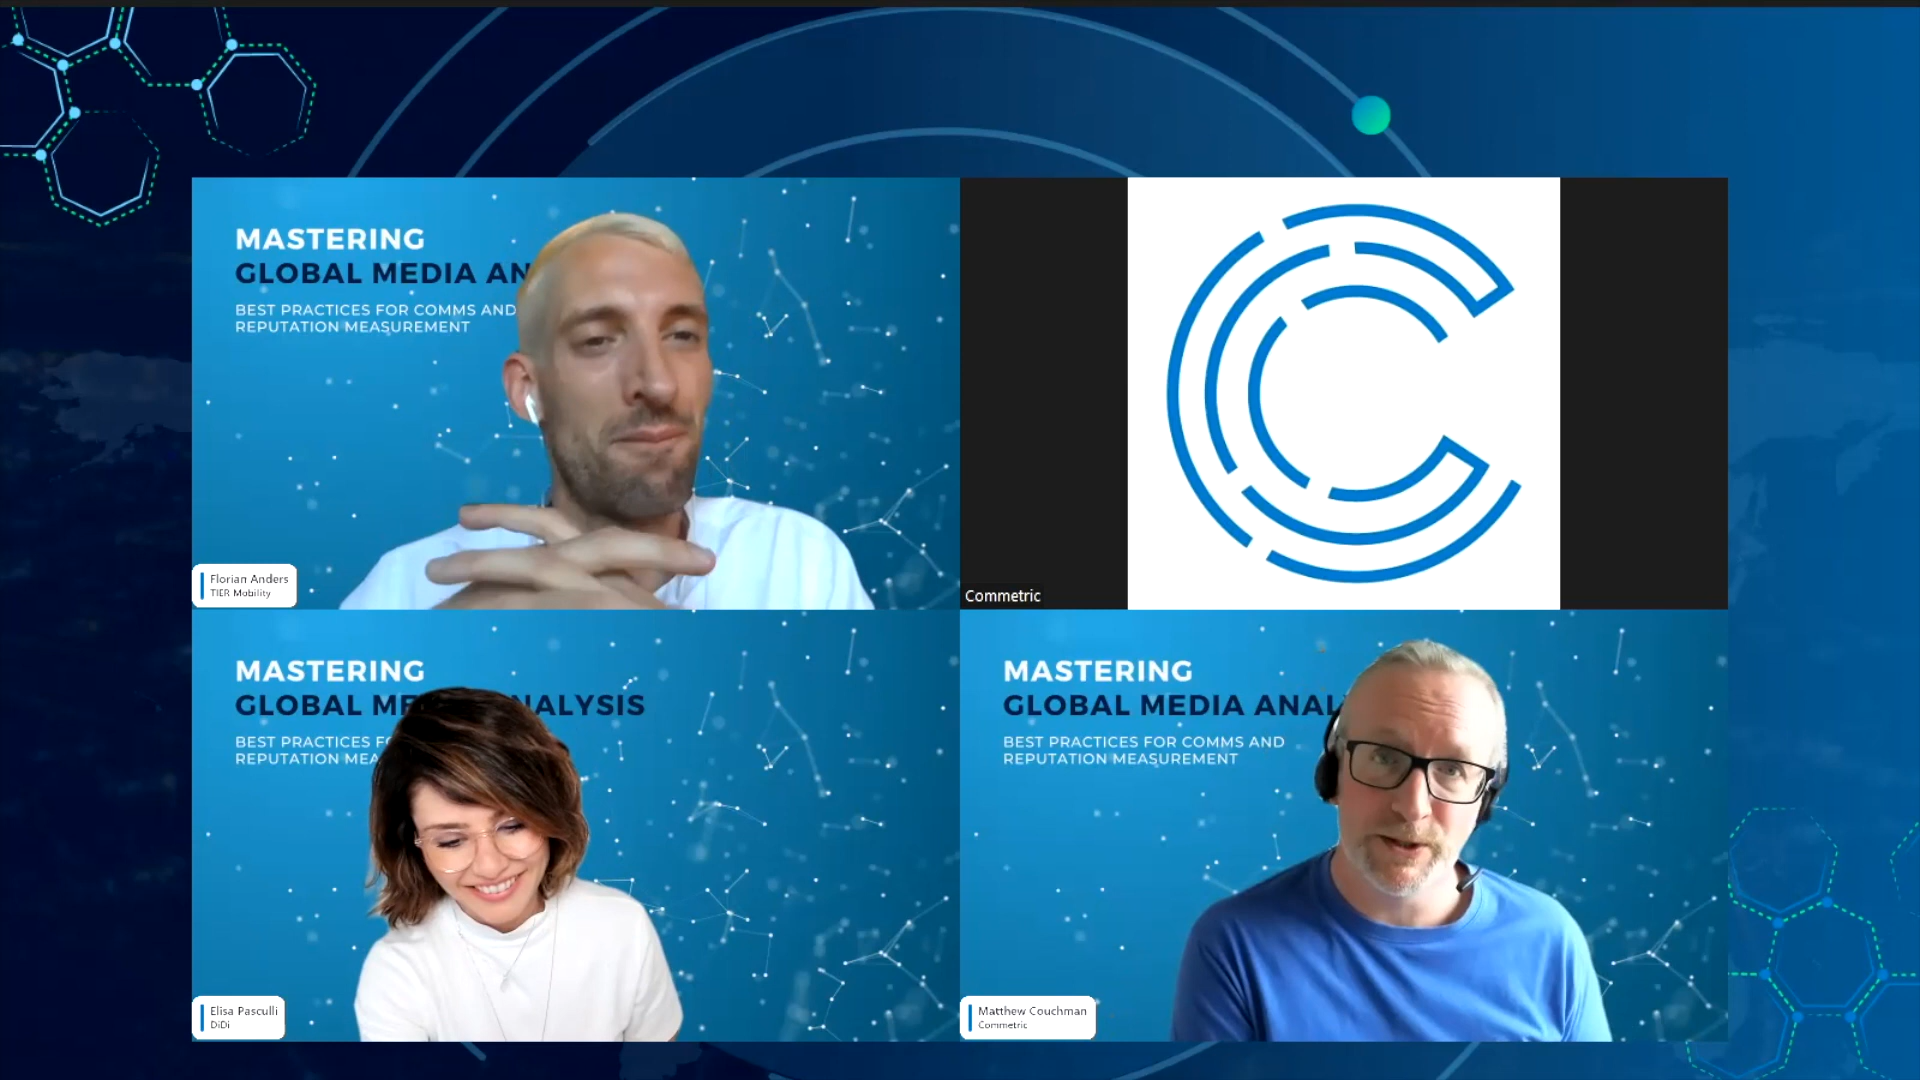 MASTERING
GLOBAL MEDIA AN
BEST PRACTICES FOR COMMS AND
REPUTATION MEASUREMENT
Florian Anders
TIER Mobility
Commetric
MASTERING
GLOBAL ME ALYSIS
BEST PRACTICES FO
REPUTATION MEA
Elisa Pasculli
DiDi
MASTERING
GLOBAL MEDIA ANAL
BEST PRACTICES FOR COMMS AND
REPUTATION MEASUREMENT
Matthew Couchman
Commetric